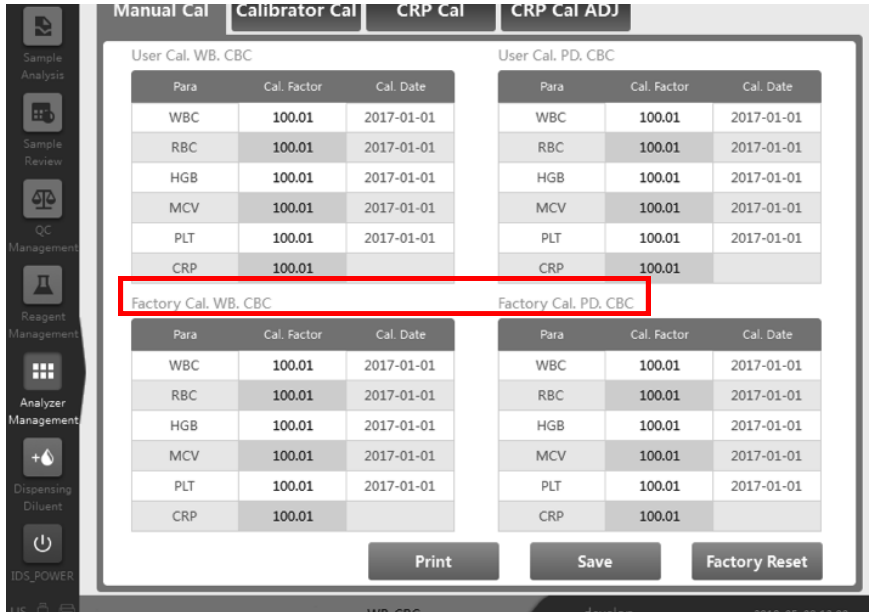 Manual Cal Calibrator Cal CRP Cal CRP Cal ADJ
Sample
Analysis
Sample
Review
QC
Management
Reagent
Management
Analyzer
Management
Dispensing
Diluent
IDS_POWER
User Cal. WB. CBC
Para Cal. Factor Cal. Date
WBC 100.01 2017-01-01
RBC 100.01 2017-01-01
HGB 100.01 2017-01-01
MCV 100.01 2017-01-01
PLT 100.01 2017-01-01
CRP 100.01
User Cal. PD. CBC
Para Cal. Factor Cal. Date
WBC 100.01 2017-01-01
RBC 100.01 2017-01-01
HGB 100.01 2017-01-01
MCV 100.01 2017-01-01
PLT 100.01 2017-01-01
CRP 100.01
Factory Cal. WB. CBC
Para Cal. Factor Cal. Date
WBC 100.01 2017-01-01
RBC 100.01 2017-01-01
HGB 100.01 2017-01-01
MCV 100.01 2017-01-01
PLT 100.01 2017-01-01
CRP 100.01
Factory Cal. PD. CBC
Para Cal. Factor Cal. Date
WBC 100.01 2017-01-01
RBC 100.01 2017-01-01
HGB 100.01 2017-01-01
MCV 100.01 2017-01-01
PLT 100.01 2017-01-01
CRP 100.01
Print Save Factory Reset